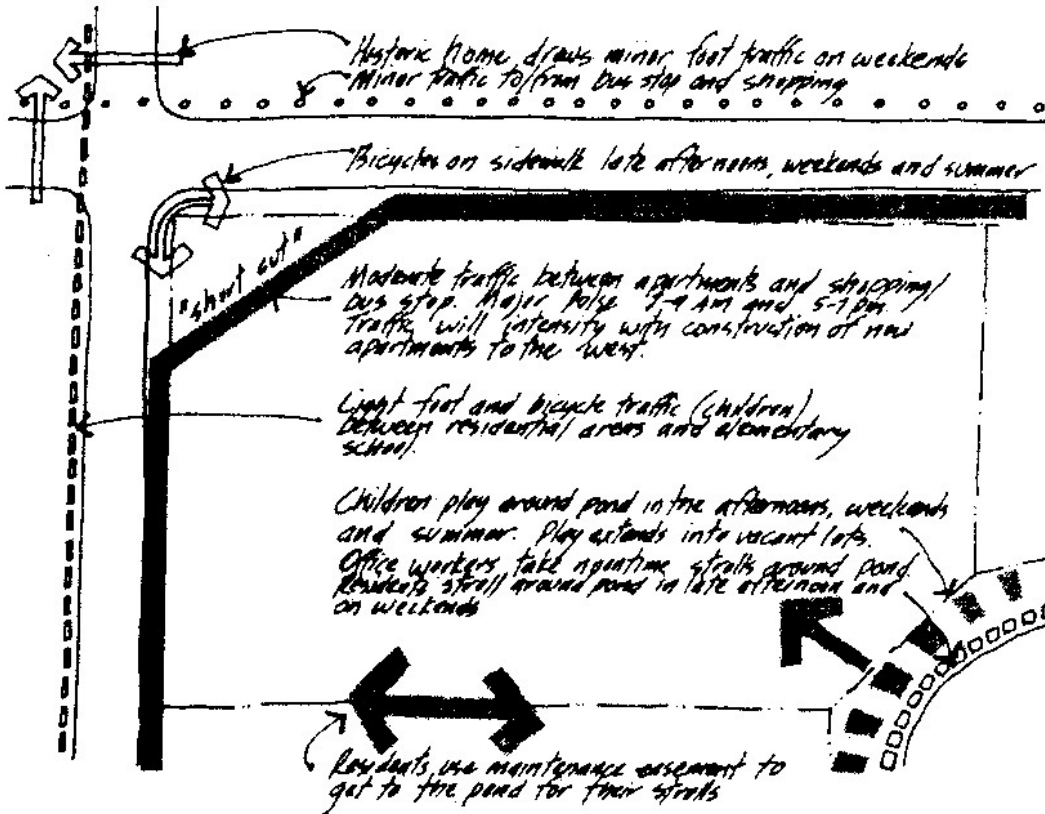 Historic home draws minor foot traffic on weekends
Minor traffic to/from bus stop and shopping
Bicycles on sidewalk late afternoons, weekends and summer
"short cut"
Moderate traffic between apartments and shopping/
bus stop. Major Pulse 7-9 AM and 5-7 pm.
Traffic will intensify with construction of new
apartments to the west.
Light foot and bicycle traffic (children)
between residential areas and elementary
school.
Children play around pond in the afternoons, weekends
and summer. Play extends into vacant lots.
Office workers take noontime strolls around pond.
Residents stroll around pond in late afternoon and
on weekends
Residents use maintenance easement to
get to the pond for their strolls